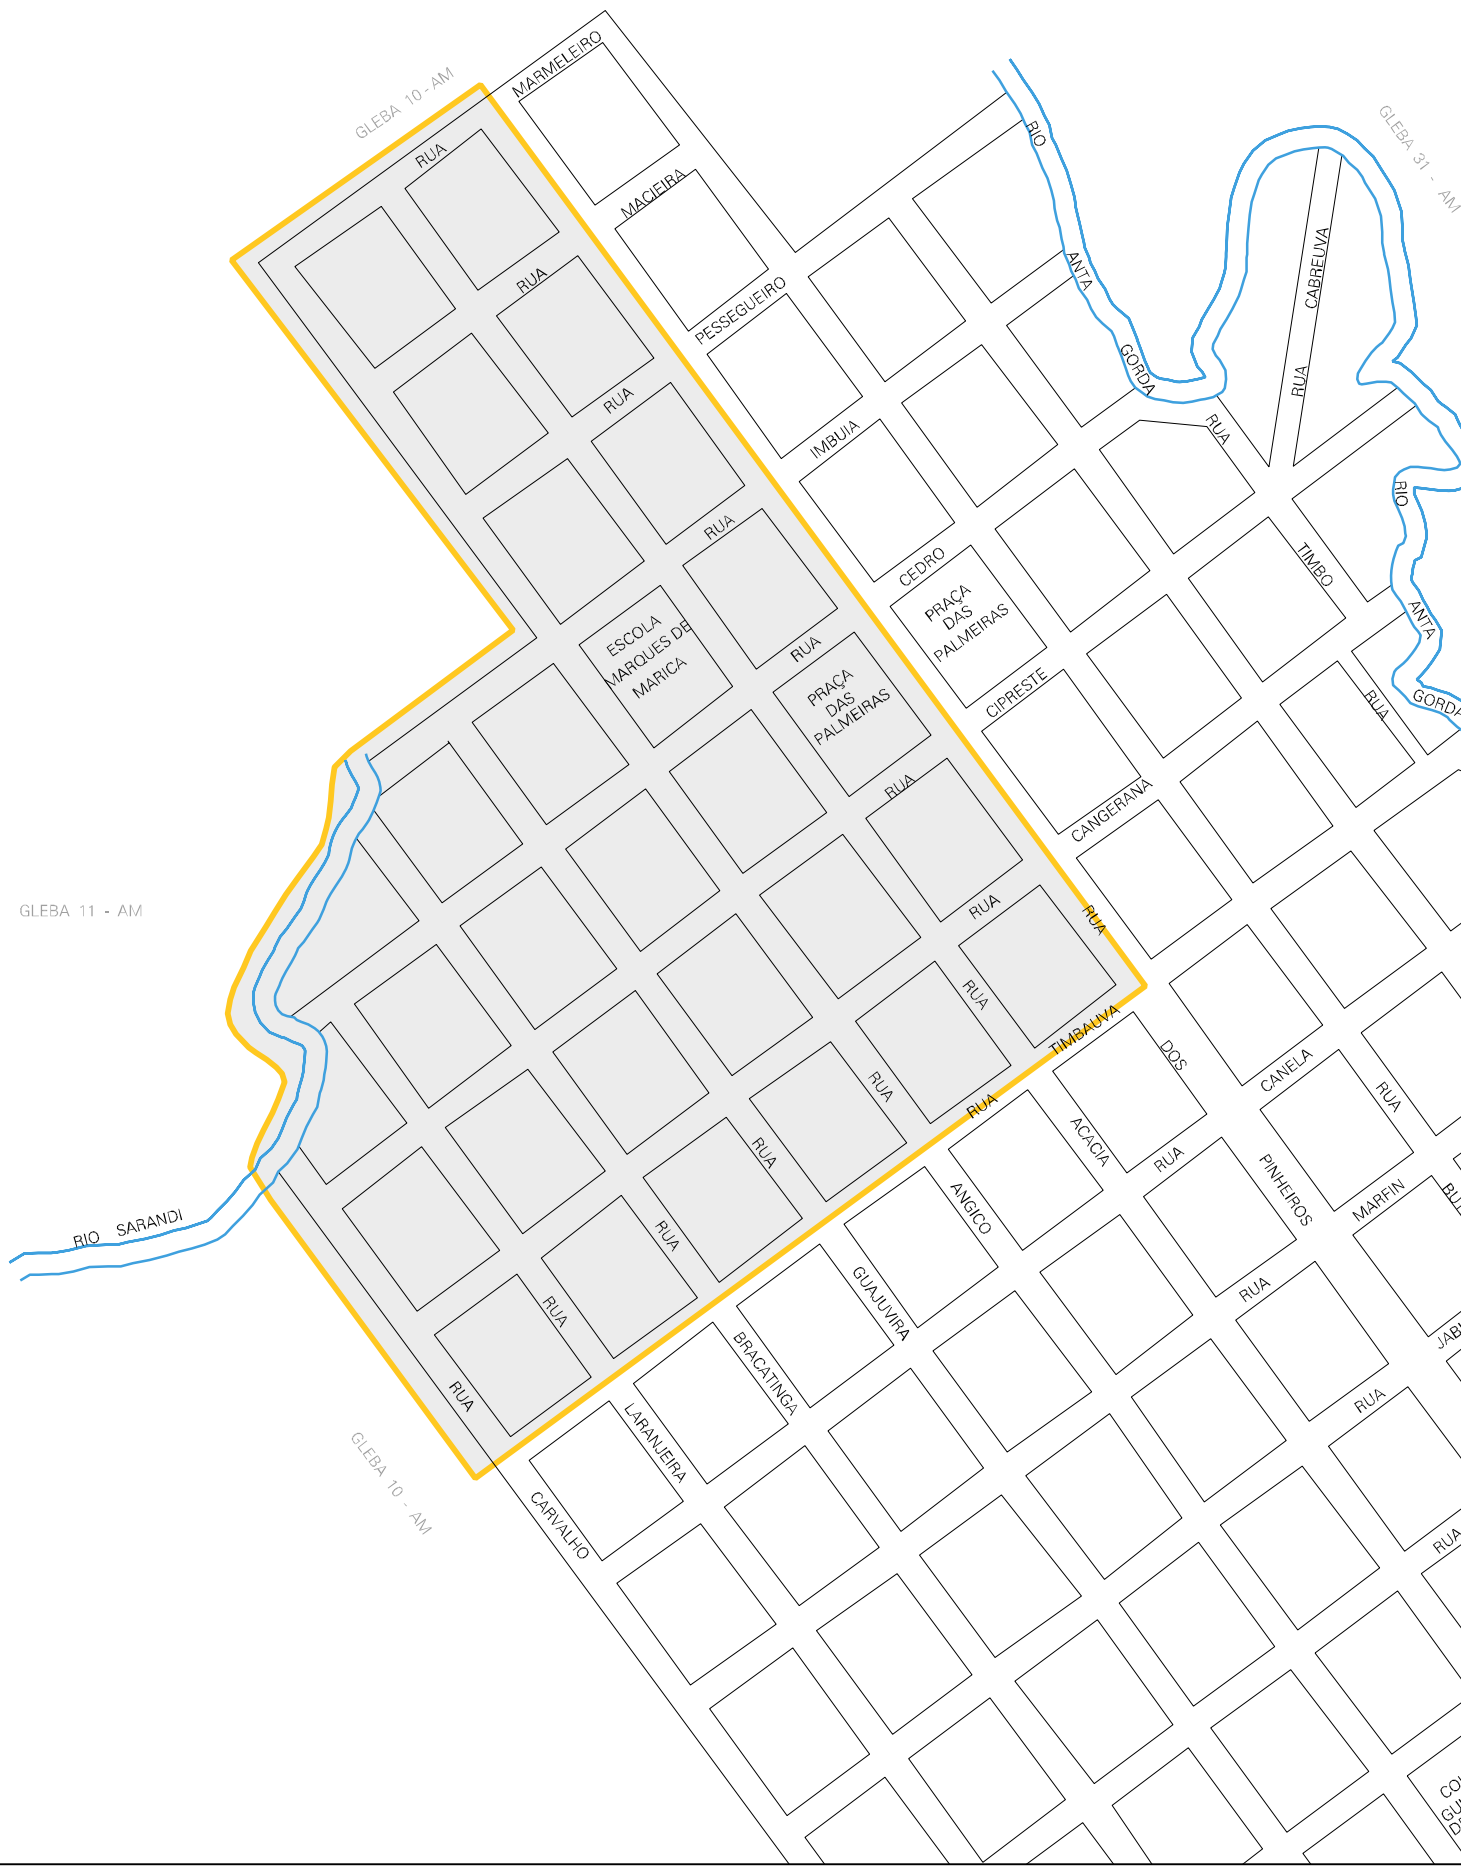 MARMELEIRO
GLEBA 10 - AM
RUA
RIO
GLEBA 31 - AM
MACIEIRA
ANTA
CABREUVA
RUA
PESSEGUEIRO
GORDA
RUA
RUA
IMBUIA
RUA
RIO
RUA
CEDRO
TIMBO
PRAÇA
DAS
PALMEIRAS
ANTA
ESCOLA
MARQUES DE
MARICA
RUA
CIPRESTE
PRAÇA
DAS
PALMEIRAS
RUA
GORDA
RUA
CANGERANA
GLEBA 11 - AM
RUA
RUA
RUA
TIMBAUVA
DOS
CANELA
RUA
RUA
RUA
ACACIA
RUA
RUA
PINHEIROS
MARFIN
ANGICO
RIO SARANDI
RUA
RUA
GUAJUVIRA
RUA
BRACATINGA
RUA
RUA
LARANJEIRA
GLEBA 10 - AM
CARVALHO
RUA